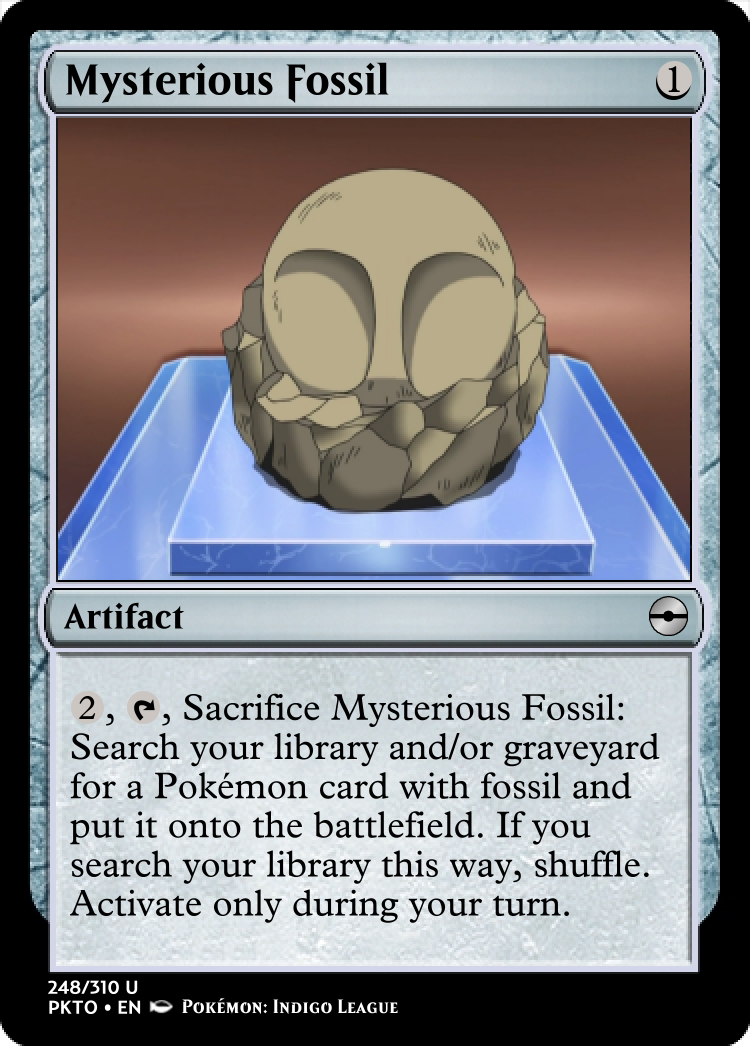 Mysterious Fossil 1
Artifact
2, , Sacrifice Mysterious Fossil:
Search your library and/or graveyard
for a Pokémon card with fossil and
put it onto the battlefield. If you
search your library this way, shuffle.
Activate only during your turn.
248/310 U
PKTO • EN Pokémon: Indigo League